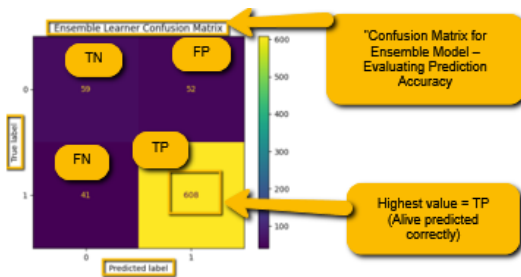 Ensemble Learner Confusion Matrix
TN
FP
59
52
0
FN
TP
41
608
1
True label
0
1
Predicted label
600
500
400
300
200
100
"Confusion Matrix for
Ensemble Model –
Evaluating Prediction
Accuracy
Highest value = TP
(Alive predicted
correctly)